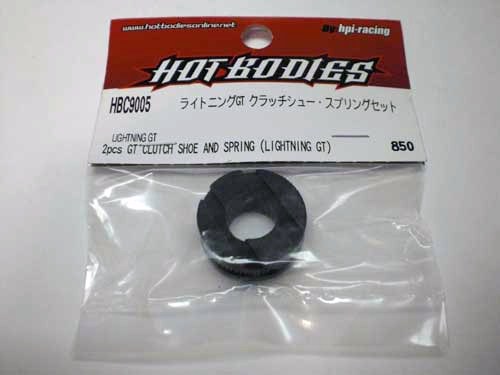 www.hotbodiesonline.net By hpi-racing
HOT BODIES
HBC9005 ライトニングGT クラッチシュー・スプリングセット
LIGHTNING GT
2pcs GT CLUTCH SHOE AND SPRING (LIGHTNING GT) 850